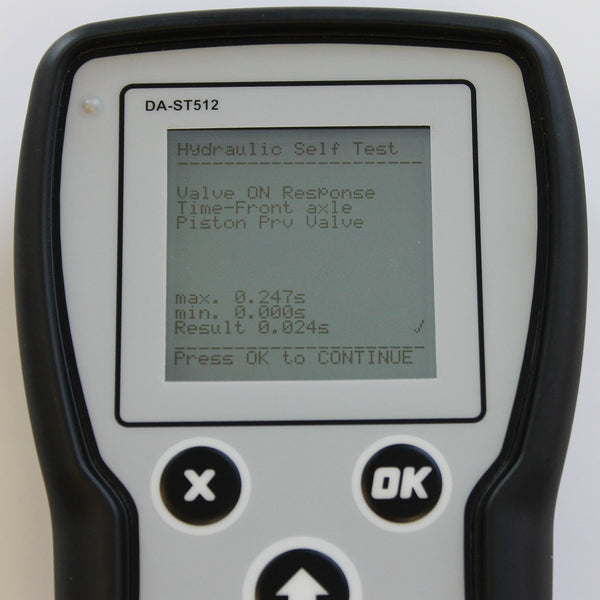 DA-ST512
Hydraulic Self Test
Valve ON Response
Time-Front axle
Piston Prv Valve
max. 0.247s
min. 0.000s
Result 0.024s ✓
Press OK to CONTINUE
X OK